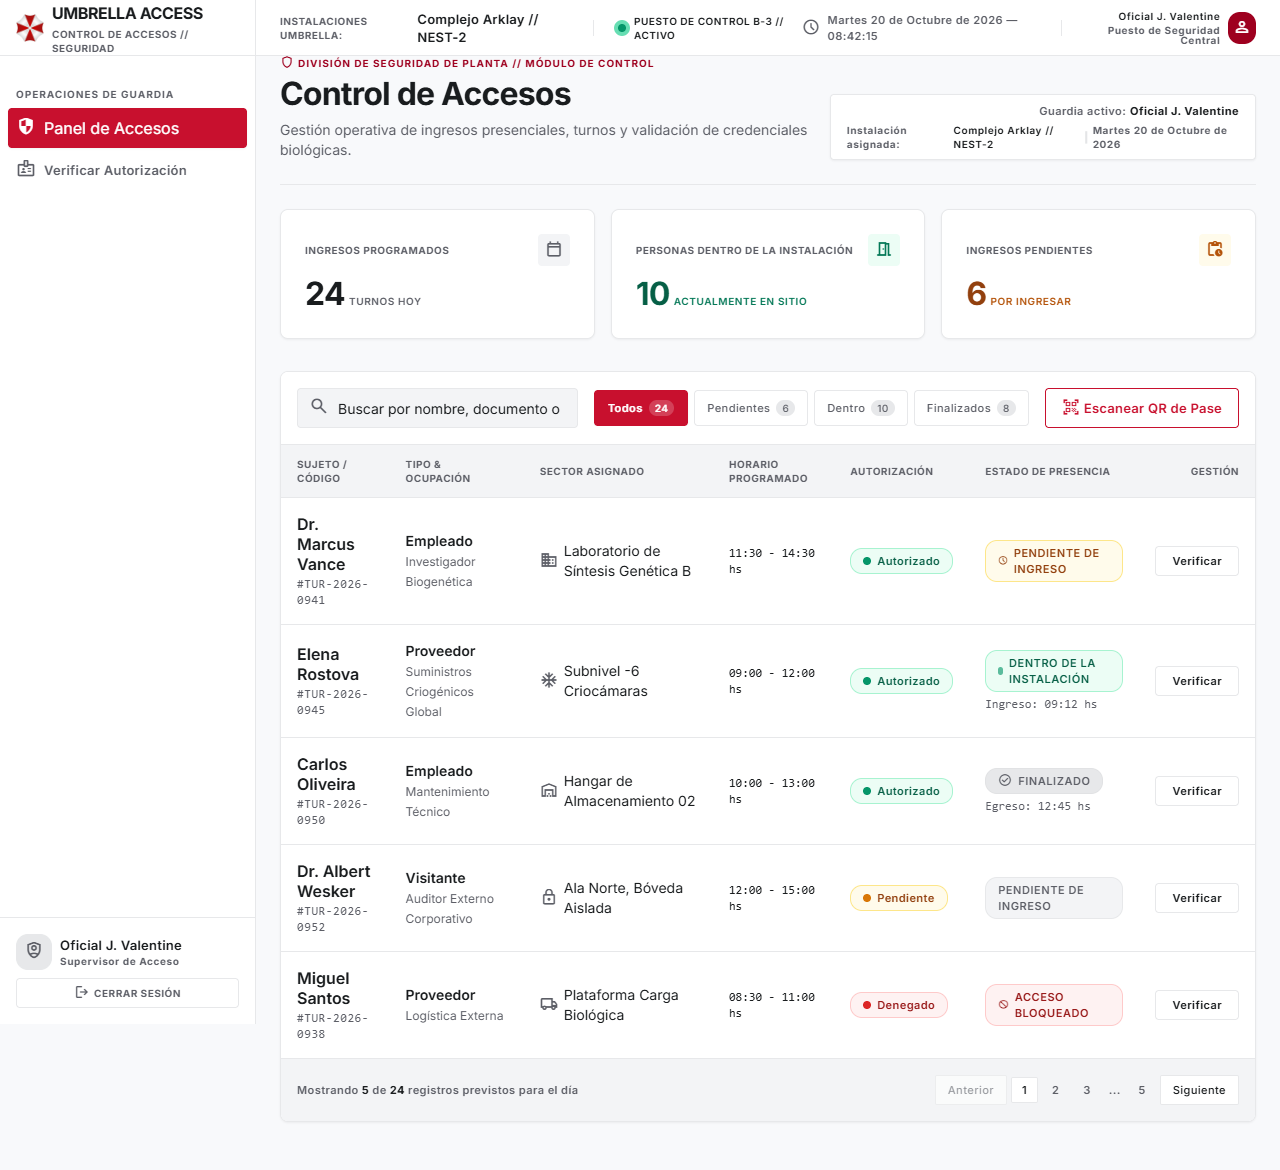 UMBRELLA ACCESS
CONTROL DE ACCESOS //
SEGURIDAD
INSTALACIONES
UMBRELLA:
Complejo Arklay //
NEST-2
PUESTO DE CONTROL B-3 //
ACTIVO
Martes 20 de Octubre de 2026 —
08:42:15
Oficial J. Valentine
Puesto de Seguridad
Central
OPERACIONES DE GUARDIA
Panel de Accesos
Verificar Autorización
Oficial J. Valentine
Supervisor de Acceso
CERRAR SESIÓN
DIVISIÓN DE SEGURIDAD DE PLANTA // MÓDULO DE CONTROL
Control de Accesos
Gestión operativa de ingresos presenciales, turnos y validación de credenciales
biológicas.
Guardia activo: Oficial J. Valentine
Instalación
asignada:
Complejo Arklay //
NEST-2
Martes 20 de Octubre de
2026
INGRESOS PROGRAMADOS
24 TURNOS HOY
PERSONAS DENTRO DE LA INSTALACIÓN
10 ACTUALMENTE EN SITIO
INGRESOS PENDIENTES
6 POR INGRESAR
Buscar por nombre, documento o
Todos 24
Pendientes 6
Dentro 10
Finalizados 8
Escanear QR de Pase
SUJETO /
CÓDIGO
TIPO &
OCUPACIÓN
SECTOR ASIGNADO
HORARIO
PROGRAMADO
AUTORIZACIÓN
ESTADO DE PRESENCIA
GESTIÓN
Dr.
Marcus
Vance
#TUR-2026-
0941
Empleado
Investigador
Biogenética
Laboratorio de
Síntesis Genética B
11:30 - 14:30
hs
Autorizado
PENDIENTE DE
INGRESO
Verificar
Elena
Rostova
#TUR-2026-
0945
Proveedor
Suministros
Criogénicos
Global
Subnivel -6
Criocámaras
09:00 - 12:00
hs
Autorizado
DENTRO DE LA
INSTALACIÓN
Ingreso: 09:12 hs
Verificar
Carlos
Oliveira
#TUR-2026-
0950
Empleado
Mantenimiento
Técnico
Hangar de
Almacenamiento 02
10:00 - 13:00
hs
Autorizado
FINALIZADO
Egreso: 12:45 hs
Verificar
Dr. Albert
Wesker
#TUR-2026-
0952
Visitante
Auditor Externo
Corporativo
Ala Norte, Bóveda
Aislada
12:00 - 15:00
hs
Pendiente
PENDIENTE DE
INGRESO
Verificar
Miguel
Santos
#TUR-2026-
0938
Proveedor
Logística Externa
Plataforma Carga
Biológica
08:30 - 11:00
hs
Denegado
ACCESO
BLOQUEADO
Verificar
Mostrando 5 de 24 registros previstos para el día
Anterior
1
2
3
...
5
Siguiente